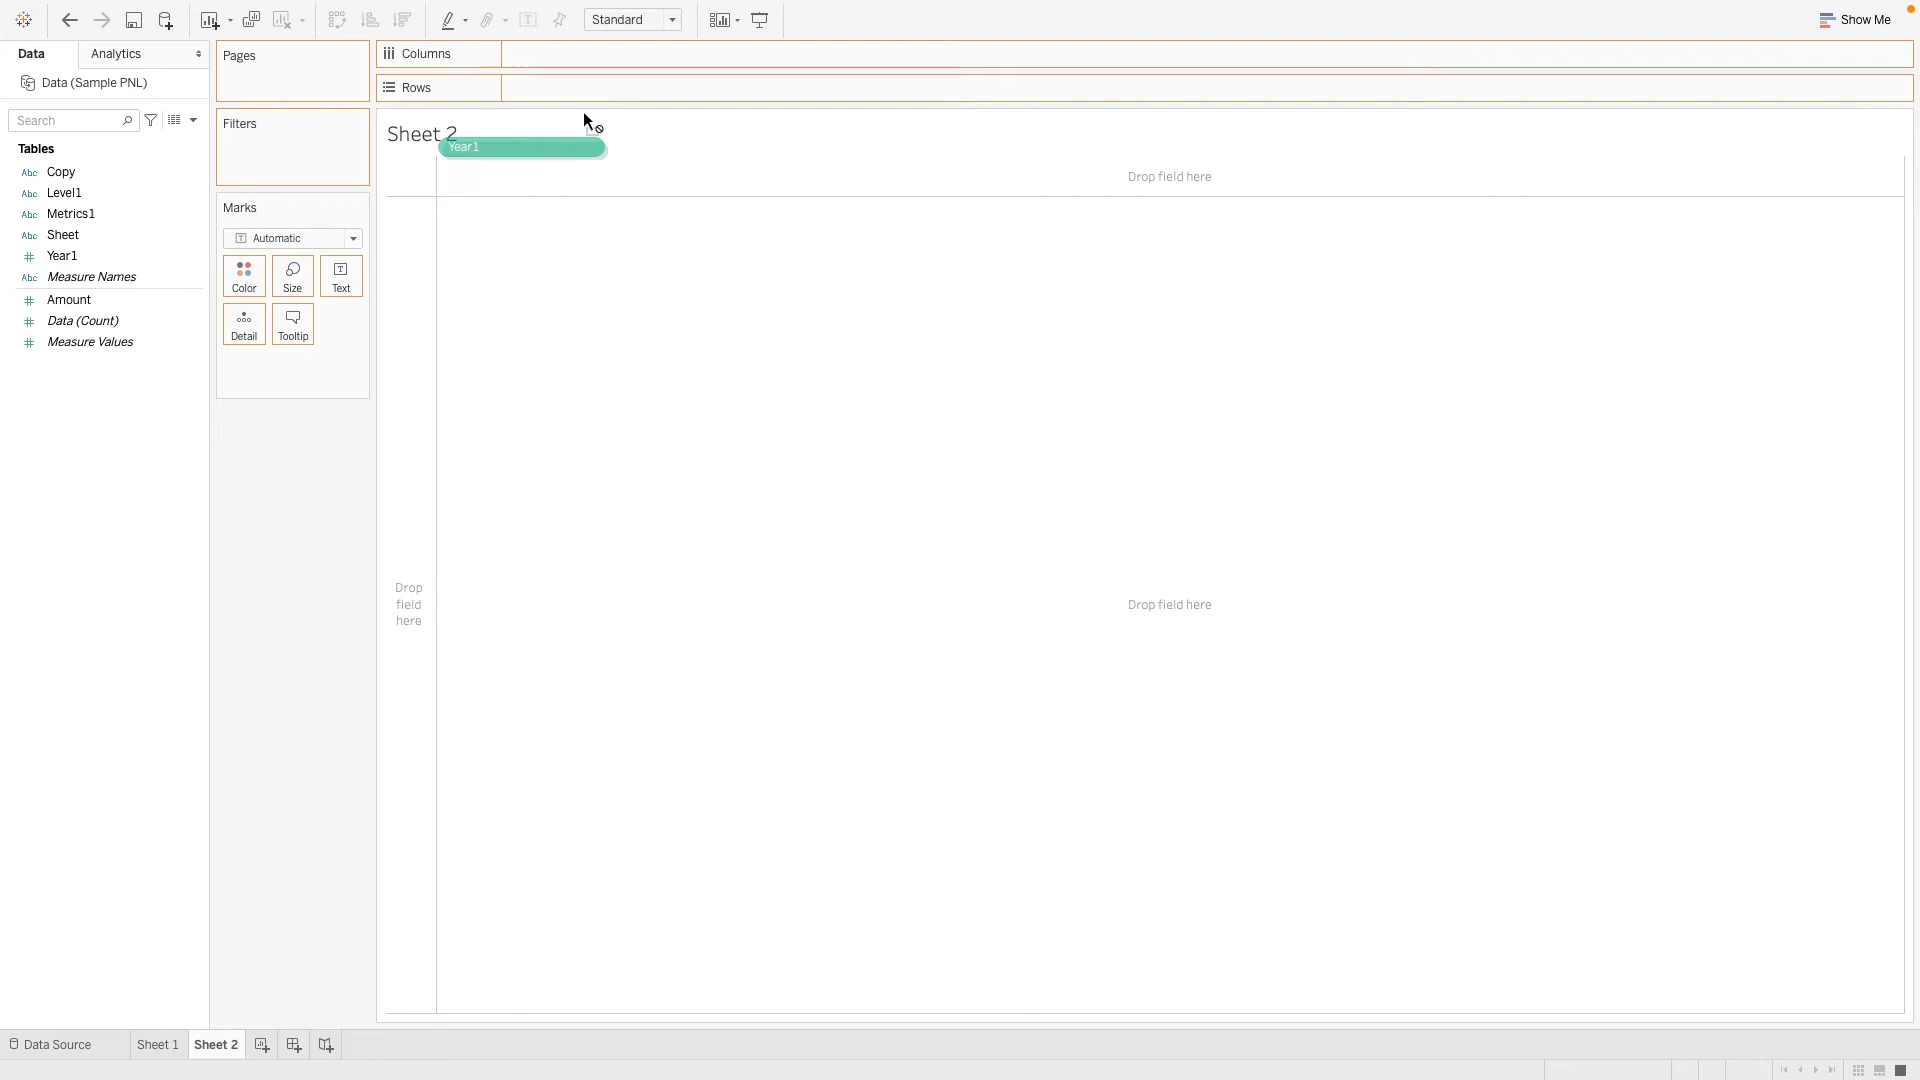 Standard
Show Me
Data
Analytics
Data (Sample PNL)
Search
Tables
Abc Copy
Abc Level1
Abc Metrics1
Abc Sheet
# Year1
Abc Measure Names
# Amount
# Data (Count)
# Measure Values
Pages
Filters
Marks
T Automatic
Color
Size
T
Text
Detail
Tooltip
Columns
Rows
Sheet 2
Year1
Drop field here
Drop
field
here
Drop field here
Data Source
Sheet 1
Sheet 2